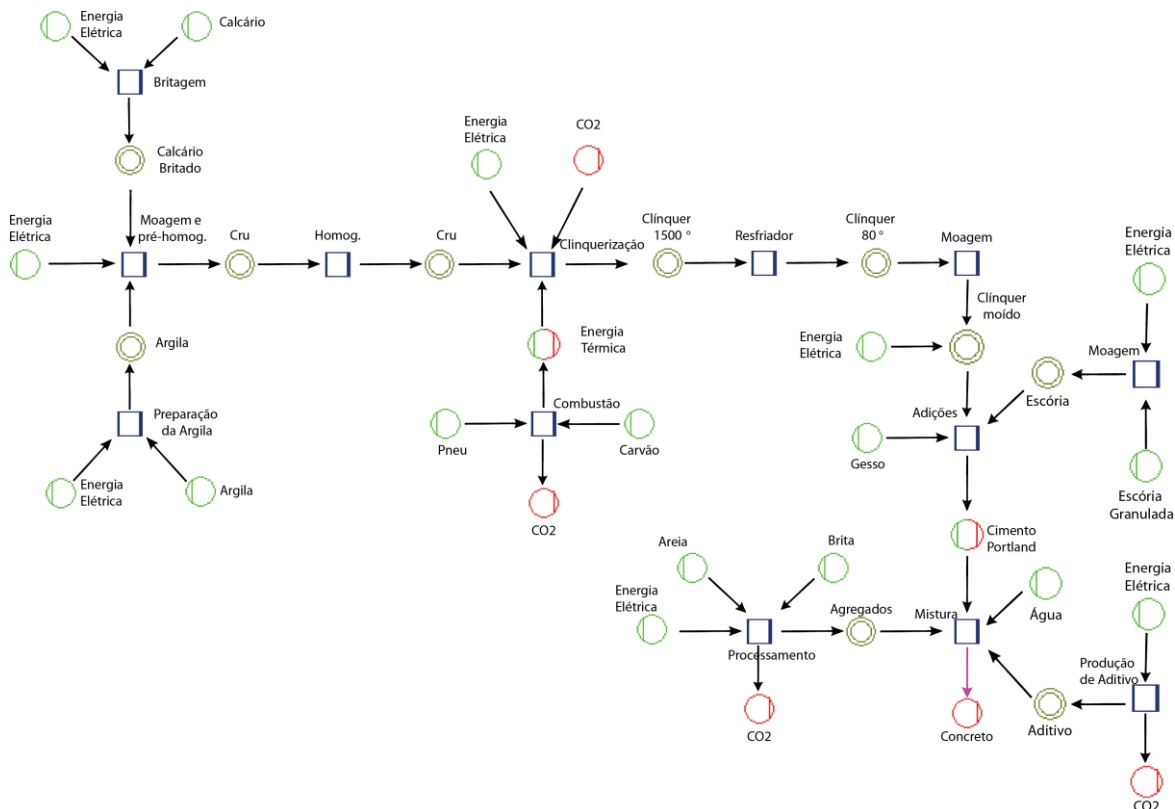 Energia
Elétrica
Calcário
Britagem
Calcário
Britado
Energia
Elétrica
Moagem e
pré-homog.
Cru
Homog.
Cru
Energia
Elétrica
CO2
Clinquerização
Clínquer
1500 °
Resfriador
Clínquer
80 °
Moagem
Energia
Elétrica
Argila
Energia
Térmica
Energia
Elétrica
Clínquer
moído
Moagem
Escória
Preparação
da Argila
Energia
Elétrica
Argila
Combustão
Pneu
Carvão
CO2
Adições
Gesso
Escória
Granulada
Cimento
Portland
Areia
Brita
Energia
Elétrica
Agregados
Mistura
Água
Energia
Elétrica
Processamento
CO2
Concreto
Aditivo
Produção
de Aditivo
CO2